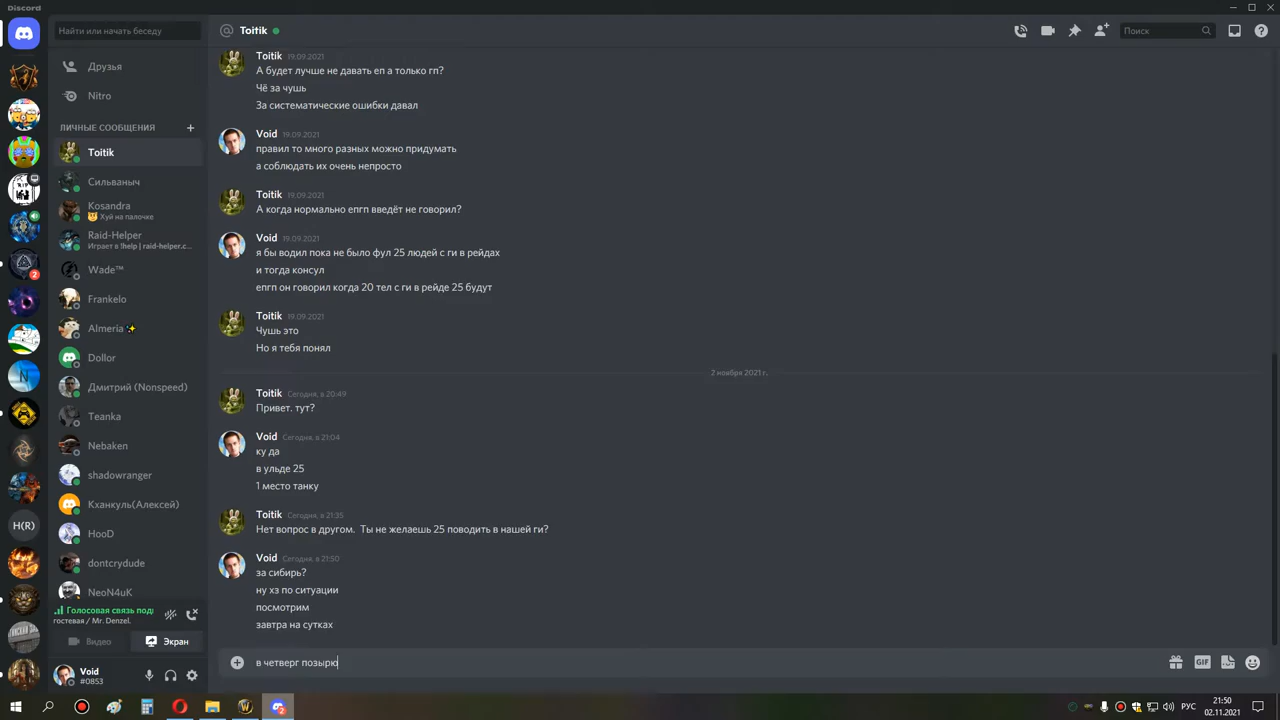 Discord
Найти или начать беседу
Друзья
Nitro
ЛИЧНЫЕ СООБЩЕНИЯ
Toitik
Сильваныч
Kosandra
Хуй на палочке
Raid-Helper
Играет в !help | raid-helper.c...
Wade™
Frankelo
Almeria
Dollor
Дмитрий (Nonspeed)
Teanka
Nebaken
shadowranger
Кханкуль(Алексей)
HooD
dontcrydude
NeoN4uK
H(R)
2
Голосовая связь под
гостевая / Mr. Denzel.
Видео
Экран
Void
#0853
Toitik
Поиск
Toitik 19.09.2021
А будет лучше не давать еп а только гп?
Чё за чушь
За систематические ошибки давал
Void 19.09.2021
правил то много разных можно придумать
а соблюдать их очень непросто
Toitik 19.09.2021
А когда нормально епгп введёт не говорил?
Void 19.09.2021
я бы водил пока не было фул 25 людей с ги в рейдах
и тогда консул
епгп он говорил когда 20 тел с ги в рейде 25 будут
Toitik 19.09.2021
Чушь это
Но я тебя понял
2 ноября 2021 г.
Toitik Сегодня, в 20:49
Привет. тут?
Void Сегодня, в 21:04
ку да
в ульде 25
1 место танку
Toitik Сегодня, в 21:35
Нет вопрос в другом. Ты не желаешь 25 поводить в нашей ги?
Void Сегодня, в 21:50
за сибирь?
ну хз по ситуации
посмотрим
завтра на сутках
в четверг позырю
GIF
РУС
21:50
02.11.2021